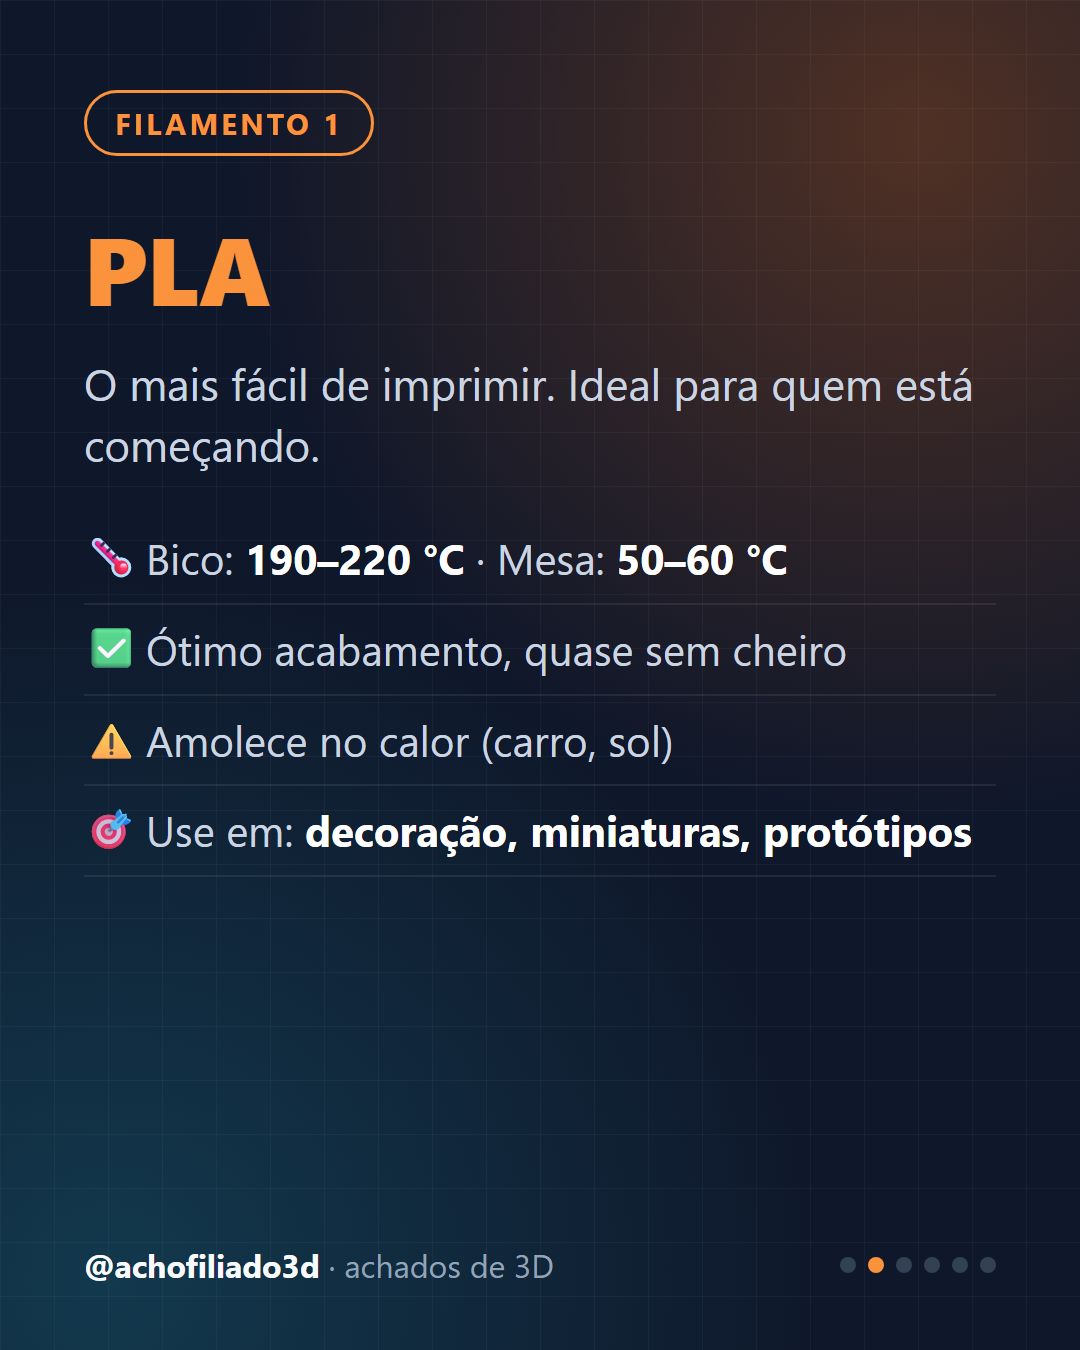 FILAMENTO 1
PLA
O mais fácil de imprimir. Ideal para quem está
começando.
Bico: 190–220 °C · Mesa: 50–60 °C
Ótimo acabamento, quase sem cheiro
Amolece no calor (carro, sol)
Use em: decoração, miniaturas, protótipos
@achofiliado3d · achados de 3D